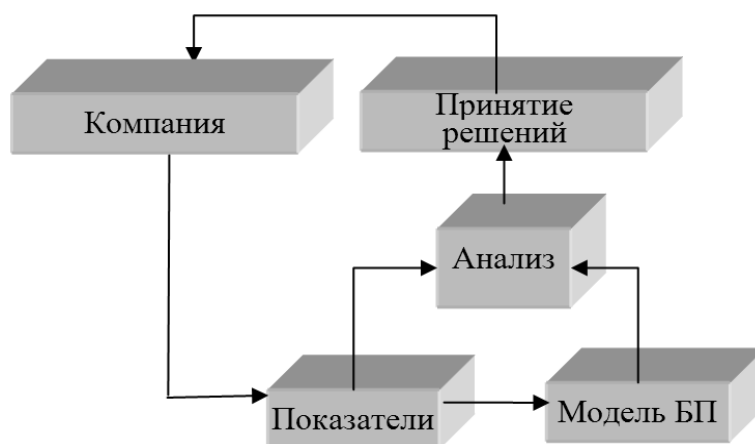 Компания
Принятие
решений
Анализ
Показатели
Модель БП